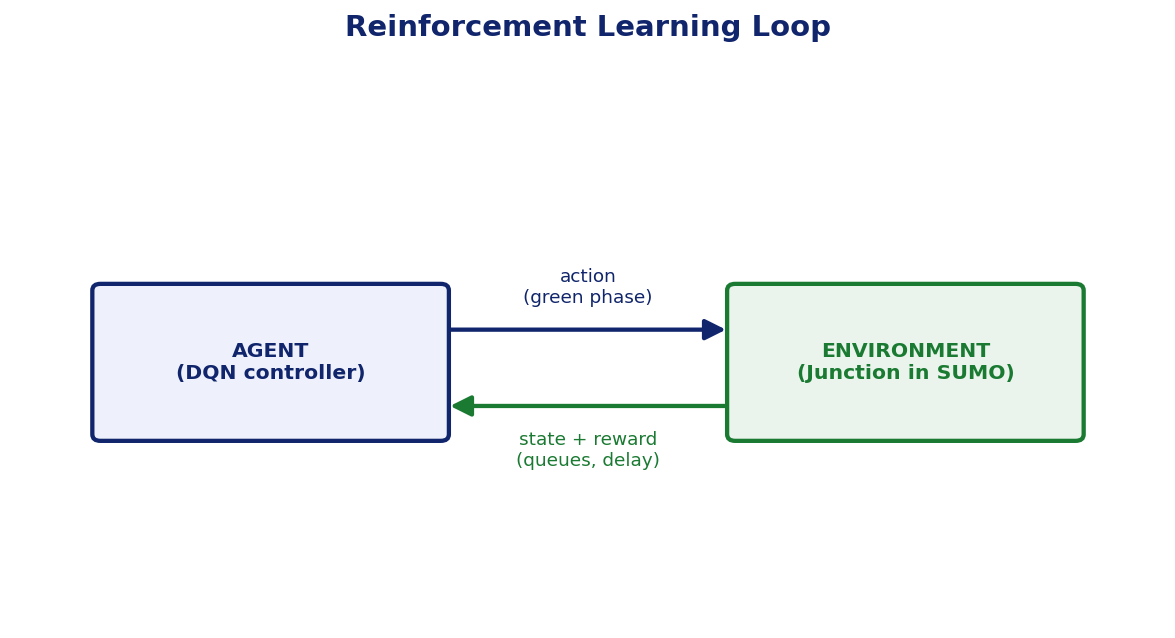 Reinforcement Learning Loop
action
(green phase)
AGENT
(DQN controller)
ENVIRONMENT
(Junction in SUMO)
state + reward
(queues, delay)